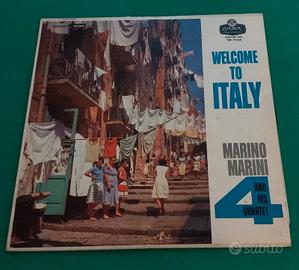 LONDON
WELCOME
TO
ITALY
MARINO
MARINI
4
AND
HIS
QUARTET
subito